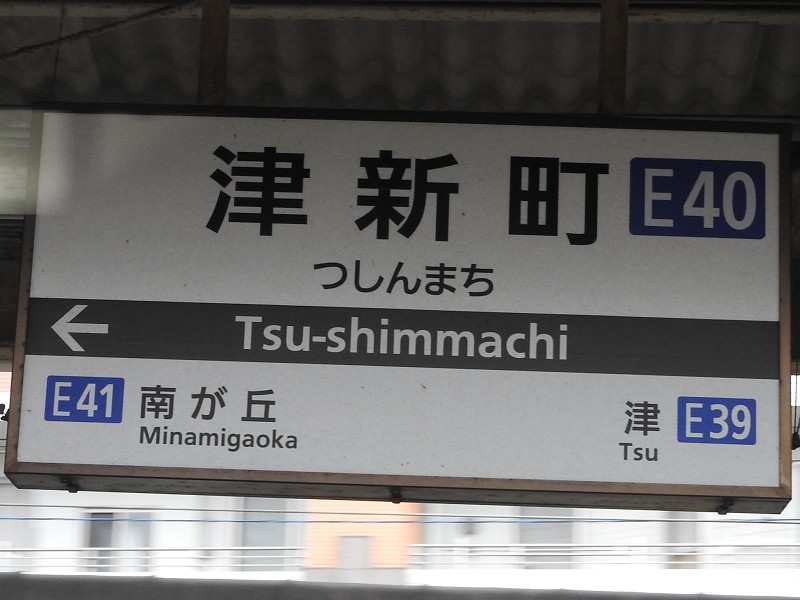 津新町 E40
つしんまち
← Tsu-shimmachi
E41 南が丘 津 E39
Minamigaoka Tsu